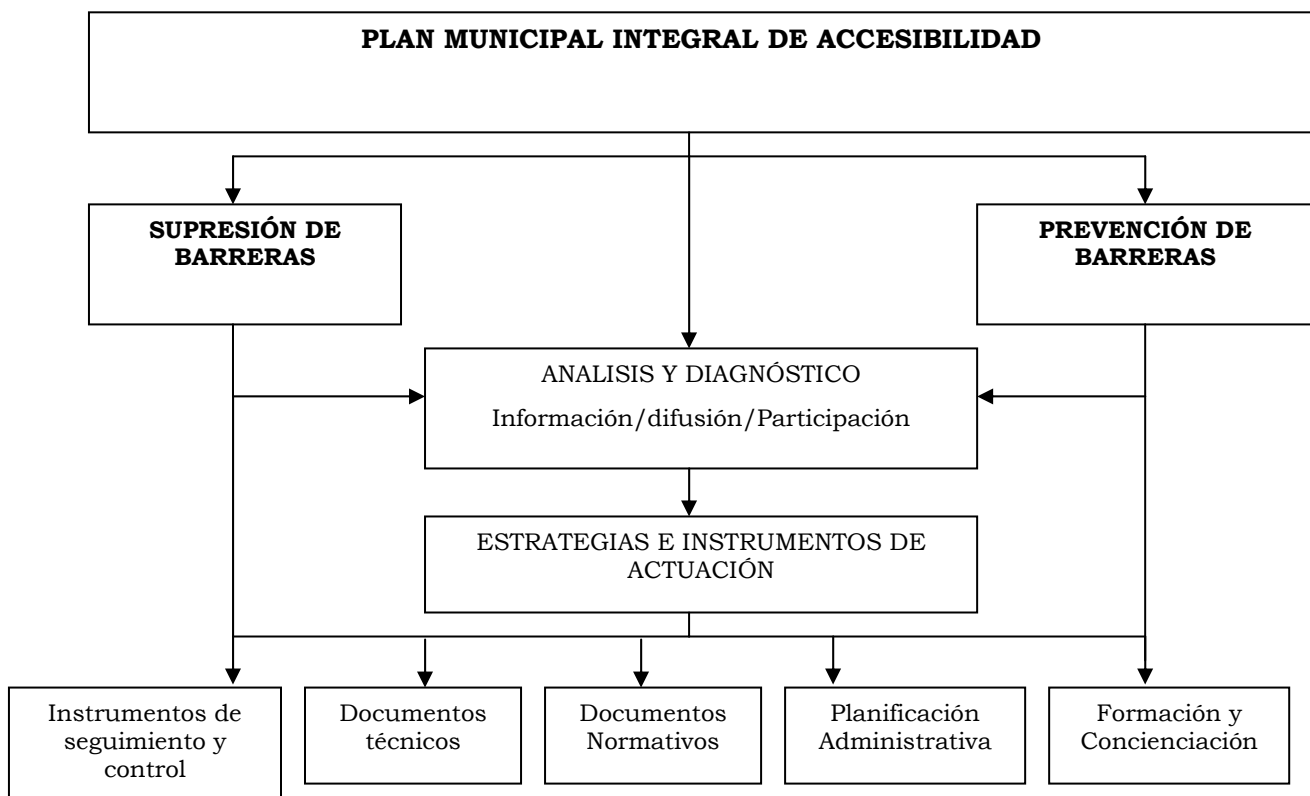 PLAN MUNICIPAL INTEGRAL DE ACCESIBILIDAD
SUPRESIÓN DE
BARRERAS
PREVENCIÓN DE
BARRERAS
ANALISIS Y DIAGNÓSTICO
Información/difusión/Participación
ESTRATEGIAS E INSTRUMENTOS DE
ACTUACIÓN
Instrumentos de
seguimiento y
control
Documentos
técnicos
Documentos
Normativos
Planificación
Administrativa
Formación y
Concienciación